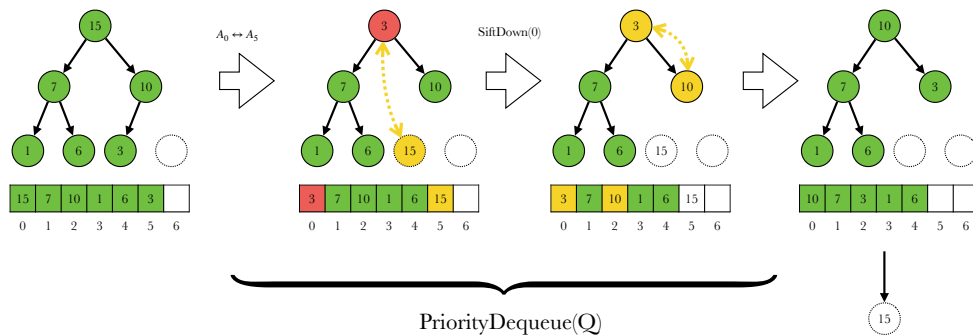 15 3 3 10
A₀ ↔ A₅ SiftDown(0)
7 10 7 10 7 10 7 3
1 6 3 1 6 15 1 6 15 1 6
15 7 10 1 6 3 3 7 10 1 6 15 3 7 10 1 6 15 10 7 3 1 6
0 1 2 3 4 5 6 0 1 2 3 4 5 6 0 1 2 3 4 5 6 0 1 2 3 4 5 6
15
PriorityDequeue(Q)